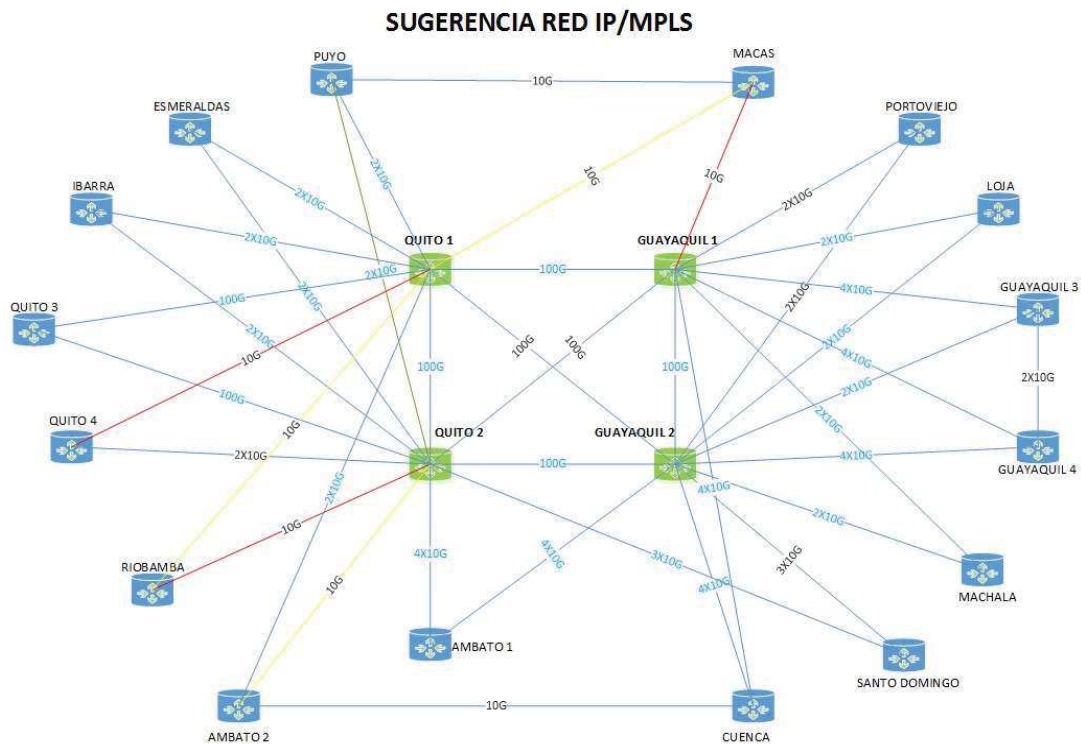 SUGERENCIA RED IP/MPLS
PUYO
MACAS
10G
ESMERALDAS
PORTOVIEJO
2X10G
10G
10G
IBARRA
2X10G
2X10G
LOJA
2X10G
QUITO 1
GUAYAQUIL 1
2X10G
2X10G
100G
4X10G
GUAYAQUIL 3
QUITO 3
100G
2X10G
2X10G
100G
100G
2X10G
4X10G
10G
100G
100G
2X10G
2X10G
100G
QUITO 4
2X10G
10G
QUITO 2
GUAYAQUIL 2
2X10G
100G
4X10G
GUAYAQUIL 4
2X10G
4X10G
10G
2X10G
4X10G
4X10G
3X10G
3X10G
RIOBAMBA
10G
4X10G
MACHALA
AMBATO 1
SANTO DOMINGO
10G
AMBATO 2
CUENCA